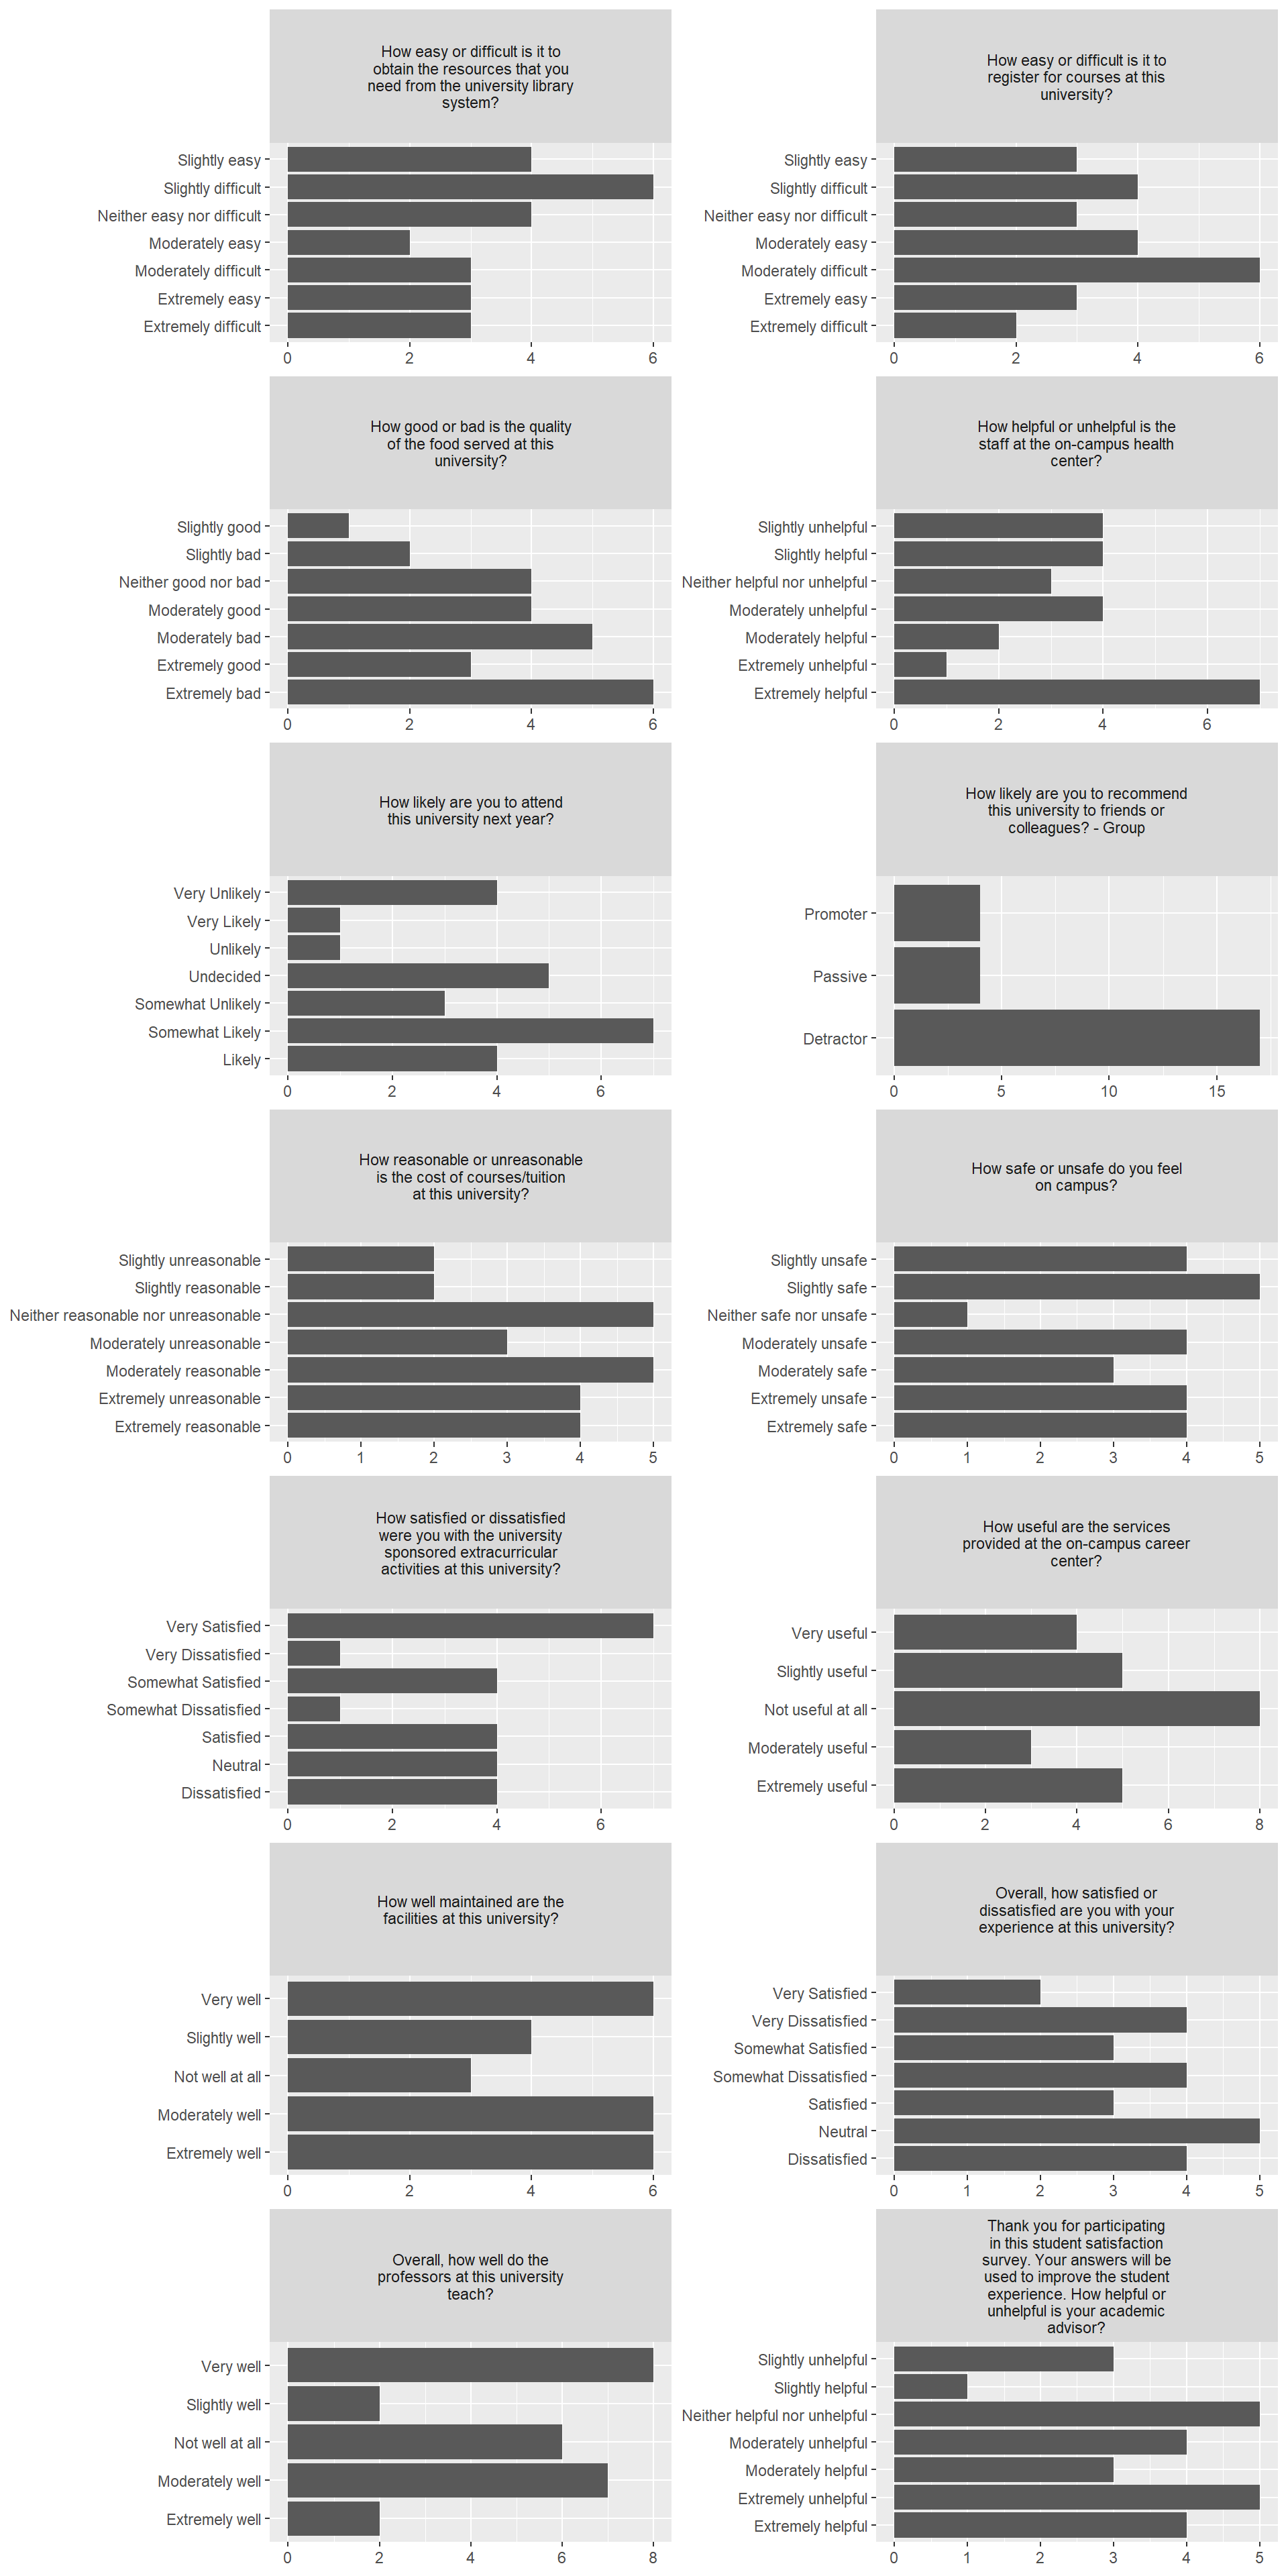 How easy or difficult is it to
obtain the resources that you
need from the university library
system?
Slightly easy
Slightly difficult
Neither easy nor difficult
Moderately easy
Moderately difficult
Extremely easy
Extremely difficult
0 2 4 6
How easy or difficult is it to
register for courses at this
university?
Slightly easy
Slightly difficult
Neither easy nor difficult
Moderately easy
Moderately difficult
Extremely easy
Extremely difficult
0 2 4 6
How good or bad is the quality
of the food served at this
university?
Slightly good
Slightly bad
Neither good nor bad
Moderately good
Moderately bad
Extremely good
Extremely bad
0 2 4 6
How helpful or unhelpful is the
staff at the on-campus health
center?
Slightly unhelpful
Slightly helpful
Neither helpful nor unhelpful
Moderately unhelpful
Moderately helpful
Extremely unhelpful
Extremely helpful
0 2 4 6
How likely are you to attend
this university next year?
Very Unlikely
Very Likely
Unlikely
Undecided
Somewhat Unlikely
Somewhat Likely
Likely
0 2 4 6
How likely are you to recommend
this university to friends or
colleagues? - Group
Promoter
Passive
Detractor
0 5 10 15
How reasonable or unreasonable
is the cost of courses/tuition
at this university?
Slightly unreasonable
Slightly reasonable
Neither reasonable nor unreasonable
Moderately unreasonable
Moderately reasonable
Extremely unreasonable
Extremely reasonable
0 1 2 3 4 5
How safe or unsafe do you feel
on campus?
Slightly unsafe
Slightly safe
Neither safe nor unsafe
Moderately unsafe
Moderately safe
Extremely unsafe
Extremely safe
0 1 2 3 4 5
How satisfied or dissatisfied
were you with the university
sponsored extracurricular
activities at this university?
Very Satisfied
Very Dissatisfied
Somewhat Satisfied
Somewhat Dissatisfied
Satisfied
Neutral
Dissatisfied
0 2 4 6
How useful are the services
provided at the on-campus career
center?
Very useful
Slightly useful
Not useful at all
Moderately useful
Extremely useful
0 2 4 6 8
How well maintained are the
facilities at this university?
Very well
Slightly well
Not well at all
Moderately well
Extremely well
0 2 4 6
Overall, how satisfied or
dissatisfied are you with your
experience at this university?
Very Satisfied
Very Dissatisfied
Somewhat Satisfied
Somewhat Dissatisfied
Satisfied
Neutral
Dissatisfied
0 1 2 3 4 5
Overall, how well do the
professors at this university
teach?
Very well
Slightly well
Not well at all
Moderately well
Extremely well
0 2 4 6 8
Thank you for participating
in this student satisfaction
survey. Your answers will be
used to improve the student
experience. How helpful or
unhelpful is your academic
advisor?
Slightly unhelpful
Slightly helpful
Neither helpful nor unhelpful
Moderately unhelpful
Moderately helpful
Extremely unhelpful
Extremely helpful
0 1 2 3 4 5